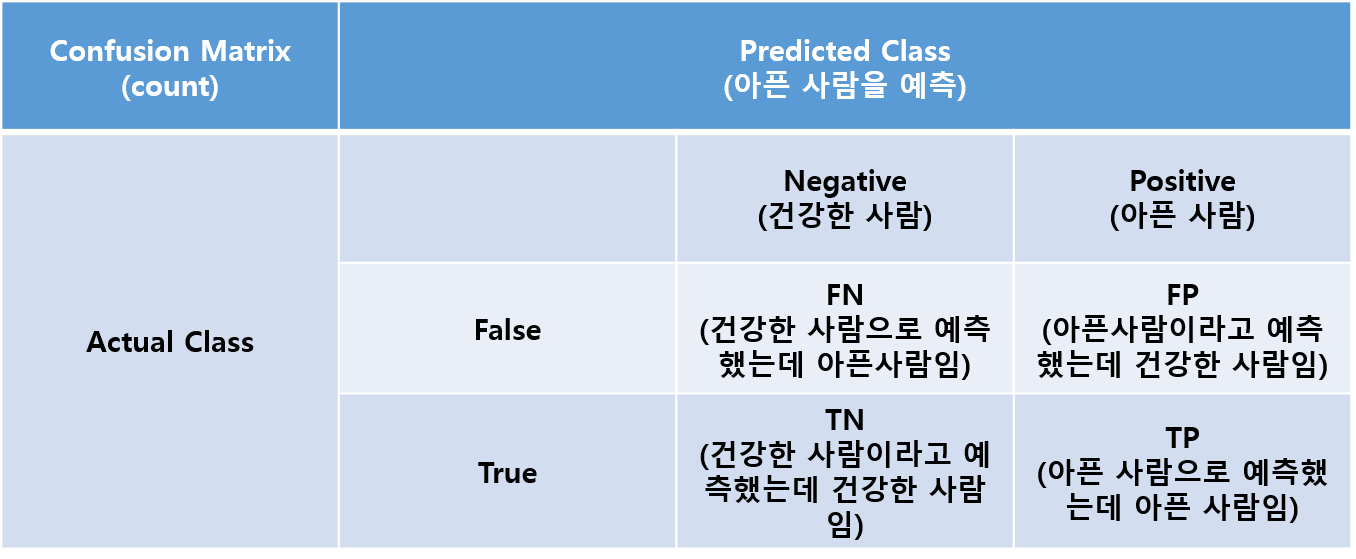 Confusion Matrix
(count)
Predicted Class
(아픈 사람을 예측)
Negative
(건강한 사람)
Positive
(아픈 사람)
Actual Class
False
FN
(건강한 사람으로 예측
했는데 아픈사람임)
FP
(아픈사람이라고 예측
했는데 건강한 사람임)
True
TN
(건강한 사람이라고 예
측했는데 건강한 사람
임)
TP
(아픈 사람으로 예측했
는데 아픈 사람임)